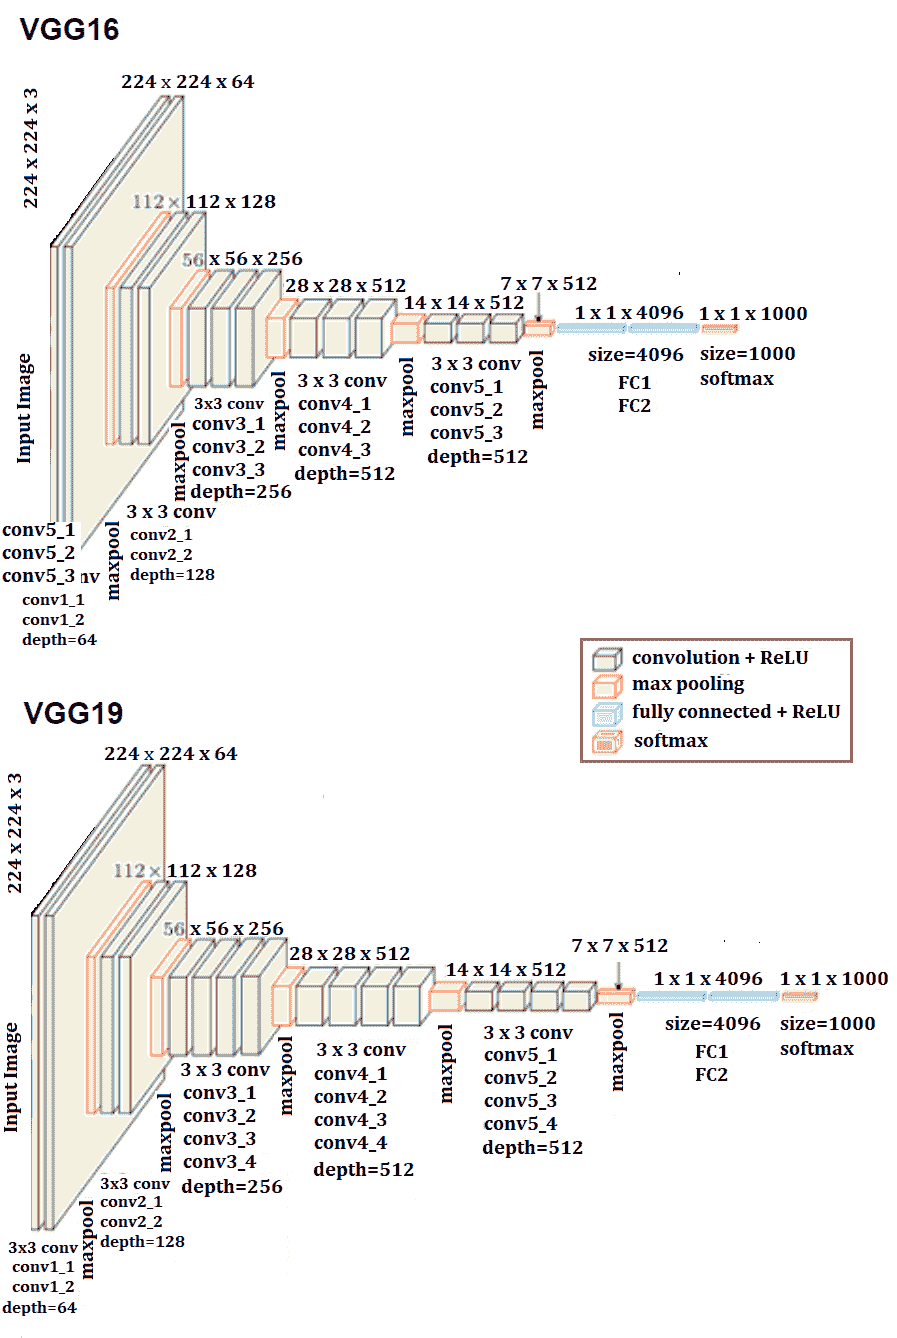 VGG16
224 x 224 x 64
224 x 224 x 3
112 × 112 x 128
56 x 56 x 256
28 x 28 x 512
14 x 14 x 512
7 x 7 x 512
1 x 1 x 4096
1 x 1 x 1000
Input Image
size=4096
FC1
FC2
size=1000
softmax
maxpool
3 x 3 conv
conv5_1
conv5_2
conv5_3
depth=512
maxpool
3 x 3 conv
conv4_1
conv4_2
conv4_3
depth=512
maxpool
3x3 conv
conv3_1
conv3_2
conv3_3
depth=256
maxpool
3 x 3 conv
conv2_1
conv2_2
depth=128
maxpool
conv5_1
conv5_2
conv5_3
conv1_1
conv1_2
depth=64
convolution + ReLU
max pooling
fully connected + ReLU
softmax
VGG19
224 x 224 x 64
224 x 224 x 3
112 × 112 x 128
56 x 56 x 256
28 x 28 x 512
14 x 14 x 512
7 x 7 x 512
1 x 1 x 4096
1 x 1 x 1000
Input Image
size=4096
FC1
FC2
size=1000
softmax
maxpool
3 x 3 conv
conv5_1
conv5_2
conv5_3
conv5_4
depth=512
maxpool
3 x 3 conv
conv4_1
conv4_2
conv4_3
conv4_4
depth=512
maxpool
3 x 3 conv
conv3_1
conv3_2
conv3_3
conv3_4
depth=256
maxpool
3x3 conv
conv2_1
conv2_2
depth=128
maxpool
3x3 conv
conv1_1
conv1_2
depth=64